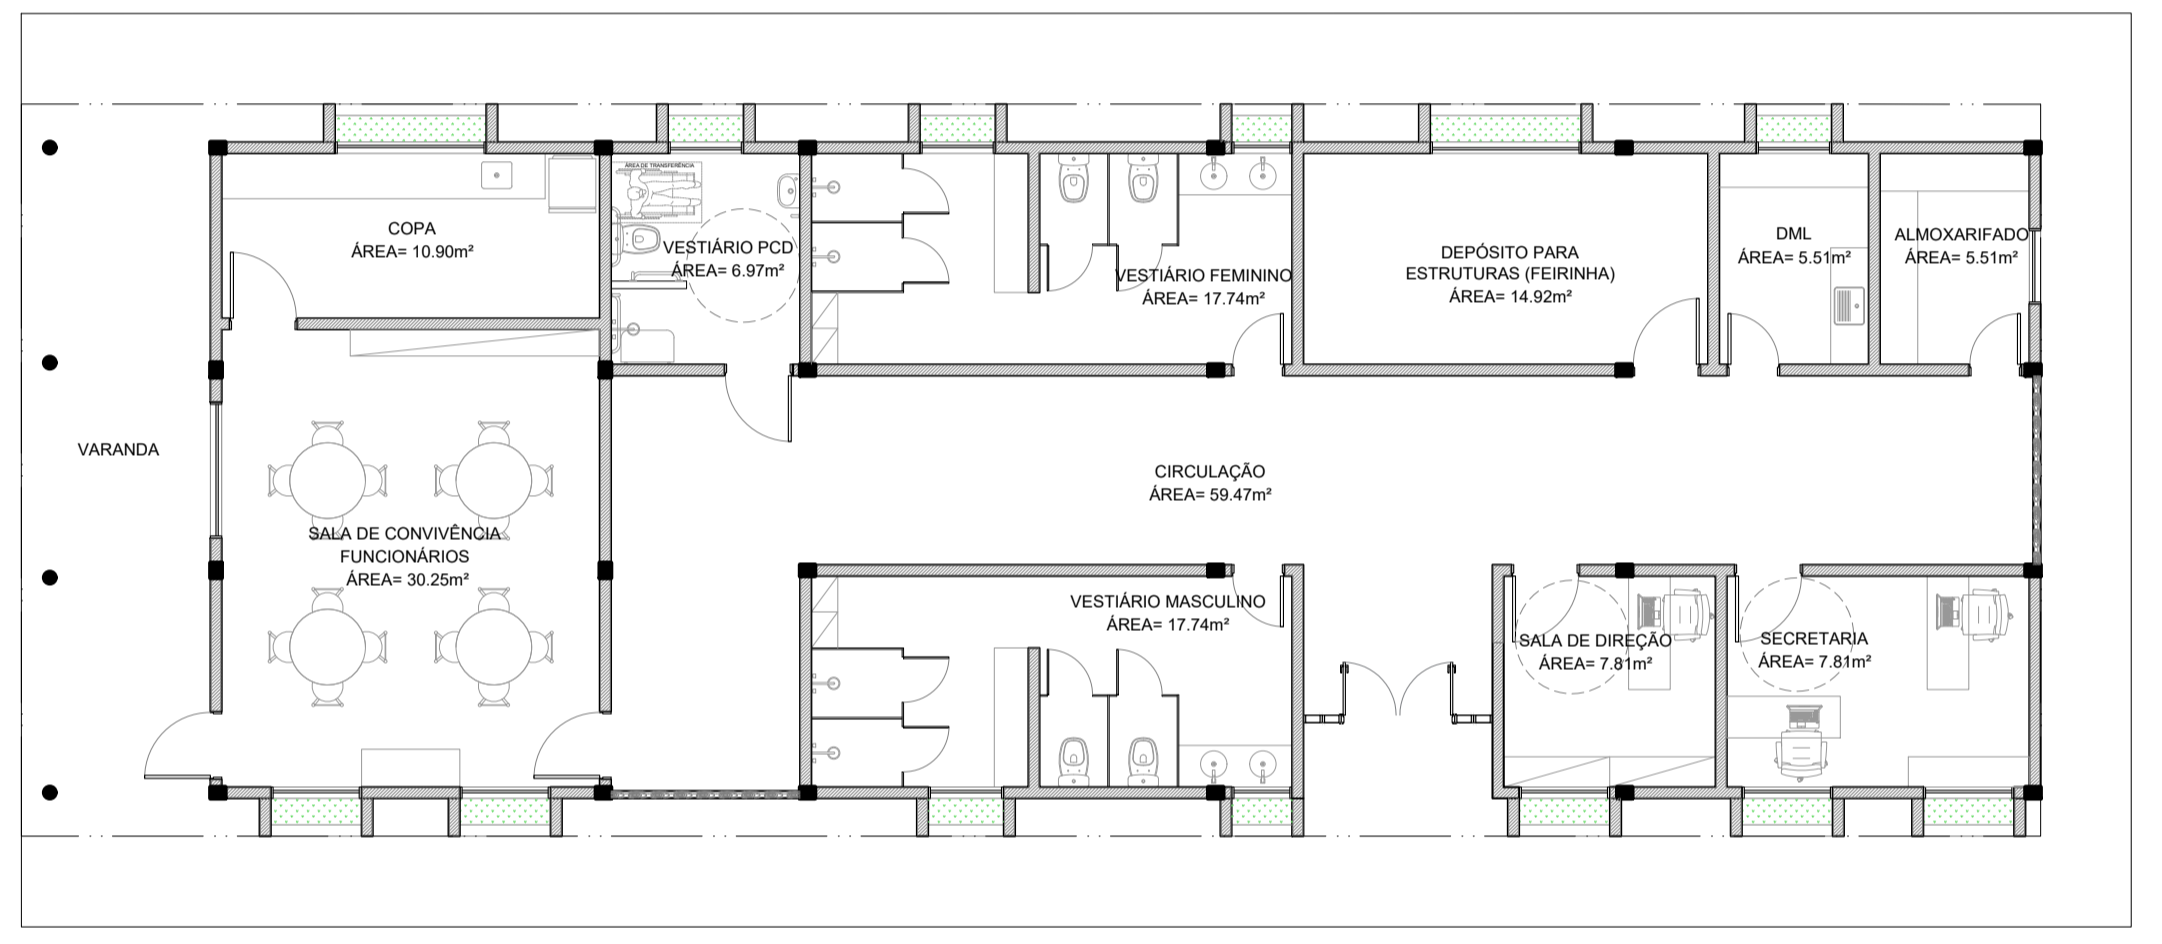 ÁREA DE TRANSFERÊNCIA
COPA
ÁREA= 10.90m²
VESTIÁRIO PCD
ÁREA= 6.97m²
VESTIÁRIO FEMININO
ÁREA= 17.74m²
DEPÓSITO PARA
ESTRUTURAS (FEIRINHA)
ÁREA= 14.92m²
DML
ÁREA= 5.51m²
ALMOXARIFADO
ÁREA= 5.51m²
VARANDA
CIRCULAÇÃO
ÁREA= 59.47m²
SALA DE CONVIVÊNCIA
FUNCIONÁRIOS
ÁREA= 30.25m²
VESTIÁRIO MASCULINO
ÁREA= 17.74m²
SALA DE DIREÇÃO
ÁREA= 7.81m²
SECRETARIA
ÁREA= 7.81m²